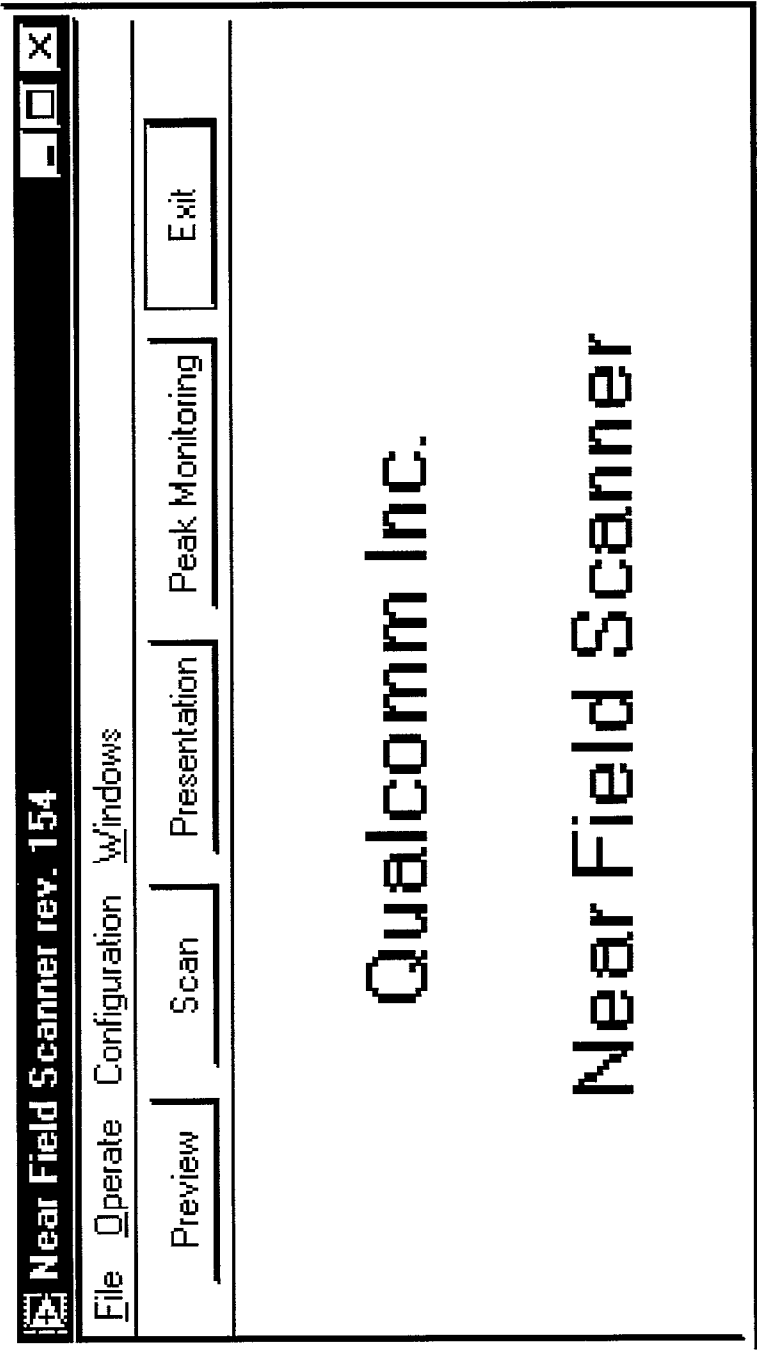 Near Field Scanner rev. 154
File Operate Configuration Windows
Preview Scan Presentation Peak Monitoring Exit
Qualcomm Inc.
Near Field Scanner